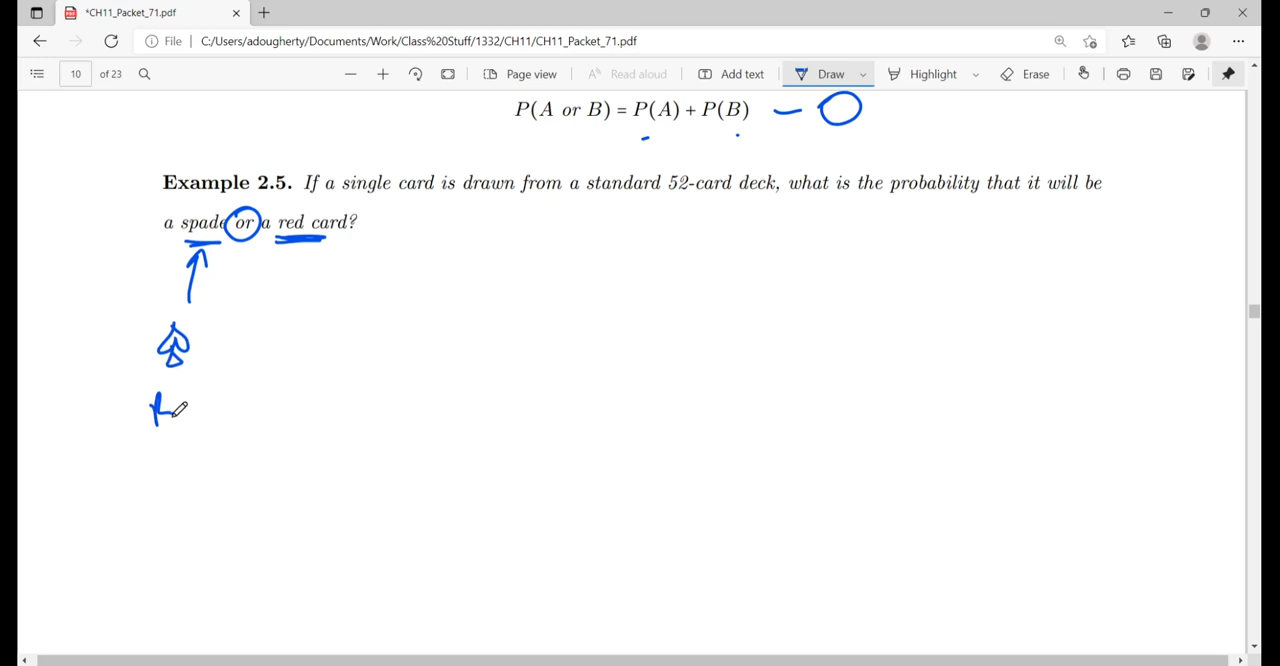 *CH11_Packet_71.pdf
File | C:/Users/adougherty/Documents/Work/Class%20Stuff/1332/CH11/CH11_Packet_71.pdf
10 of 23 Page view Read aloud Add text Draw Highlight Erase
P(A or B) = P(A) + P(B) −
Example 2.5. If a single card is drawn from a standard 52-card deck, what is the probability that it will be
a spade or a red card?